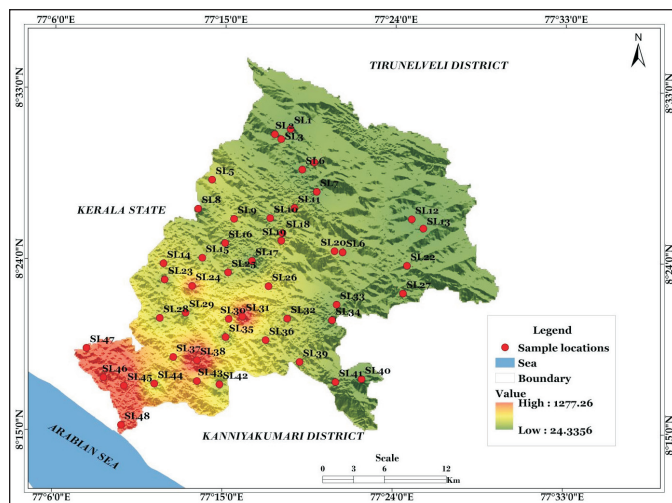 77°6'0"E 77°15'0"E 77°24'0"E 77°33'0"E
N
TIRUNELVELI DISTRICT
8°33'0"N 8°33'0"N
SL1
SL2
SL3
SL6
SL5
SL7
KERALA STATE
SL8
SL11
SL10
SL9
SL12
SL13
SL18
SL19
SL16
SL20 SL6
8°24'0"N 8°24'0"N
SL14
SL15
SL17
SL22
SL23
SL25
SL24
SL26
SL27
SL33
SL28
SL29
SL30
SL31
SL32
SL34
SL35
SL36
Legend
Sample locations
Sea
Boundary
Value
High : 1277.26
Low : 24.3356
SL47
SL37
SL38
SL39
SL46
SL45
SL44
SL43
SL42
SL41
SL40
SL48
8°15'0"N 8°15'0"N
ARABIAN SEA
KANNIYAKUMARI DISTRICT
Scale
0 3 6 12
Km
77°6'0"E 77°15'0"E 77°24'0"E 77°33'0"E